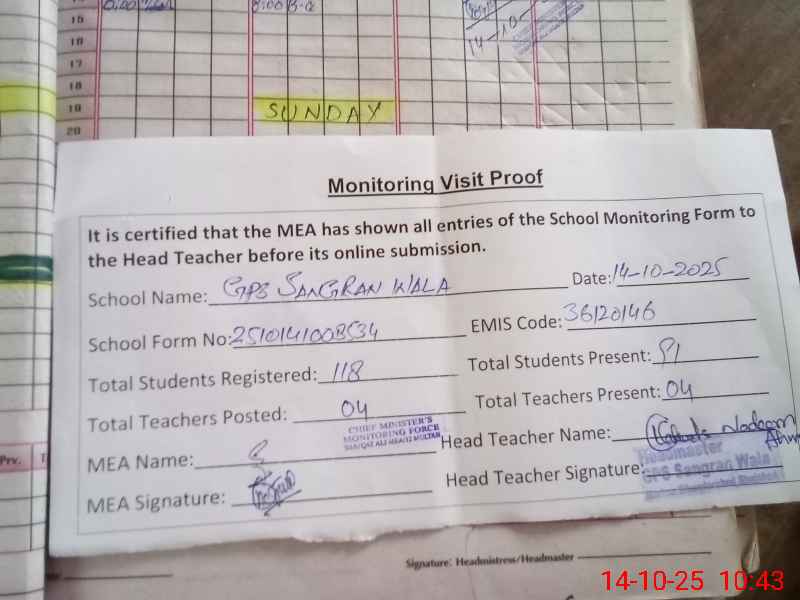 15
16
17
18
19 SUNDAY
20
14-10-
Monitoring Visit Proof
It is certified that the MEA has shown all entries of the School Monitoring Form to
the Head Teacher before its online submission.
School Name: GPS SANGRAN WALA Date: 14-10-2025
School Form No: EMIS Code: 36120146
Total Students Registered: 118 Total Students Present:
Total Teachers Posted: 04 Total Teachers Present: 04
CHIEF MINISTER'S
MONITORING FORCE
MEA Name: Head Teacher Name: Nadeem
Headmaster
MEA Signature: Head Teacher Signature:
GPS Sangran Wala
Prv.
Signature: Headmistress/Headmaster
14-10-25 10:43